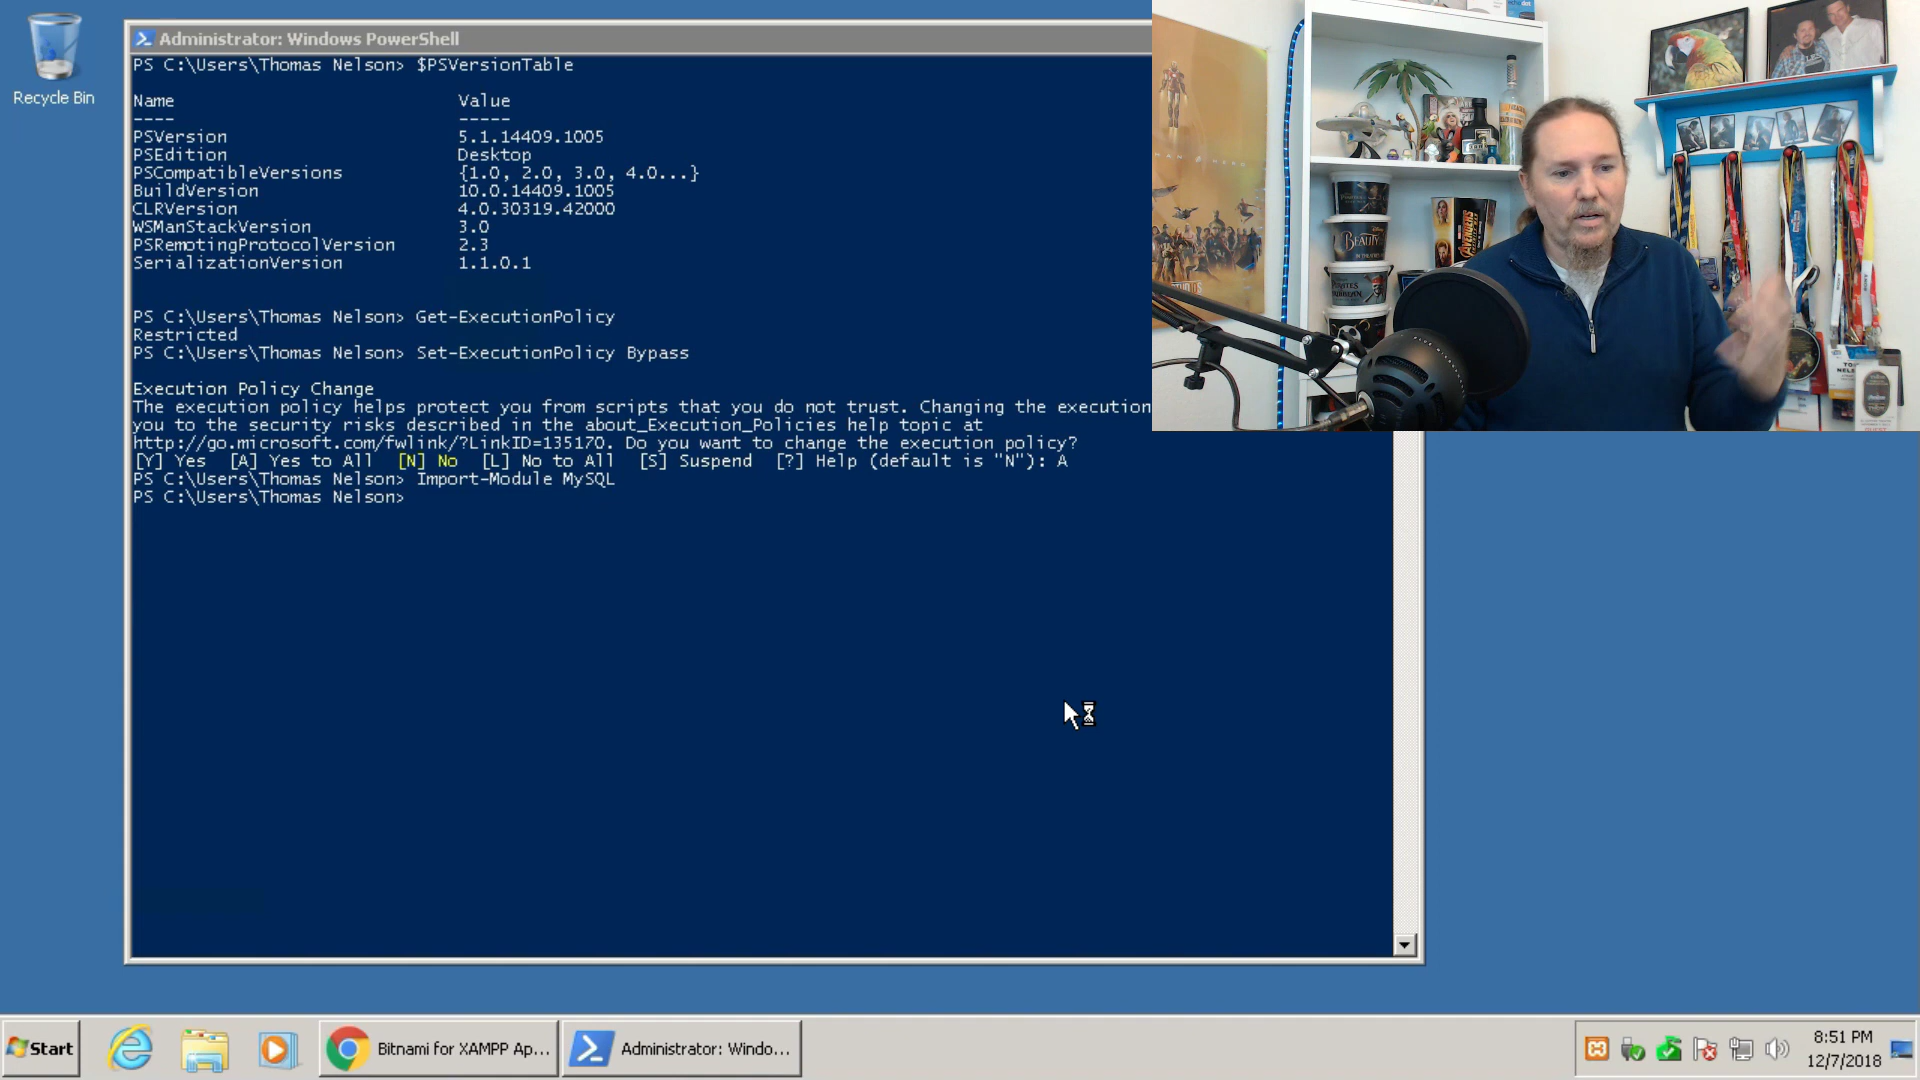 Recycle Bin
Administrator: Windows PowerShell
PS C:\Users\Thomas Nelson> $PSVersionTable
Name Value
---- -----
PSVersion 5.1.14409.1005
PSEdition Desktop
PSCompatibleVersions {1.0, 2.0, 3.0, 4.0...}
BuildVersion 10.0.14409.1005
CLRVersion 4.0.30319.42000
WSManStackVersion 3.0
PSRemotingProtocolVersion 2.3
SerializationVersion 1.1.0.1
PS C:\Users\Thomas Nelson> Get-ExecutionPolicy
Restricted
PS C:\Users\Thomas Nelson> Set-ExecutionPolicy Bypass
Execution Policy Change
The execution policy helps protect you from scripts that you do not trust. Changing the execution
you to the security risks described in the about_Execution_Policies help topic at
http://go.microsoft.com/fwlink/?LinkID=135170. Do you want to change the execution policy?
[Y] Yes [A] Yes to All [N] No [L] No to All [S] Suspend [?] Help (default is "N"): A
PS C:\Users\Thomas Nelson> Import-Module MySQL
PS C:\Users\Thomas Nelson>
BEAUTY
PIRATES
AVENGERS
Start
Bitnami for XAMPP Ap...
Administrator: Windo...
8:51 PM
12/7/2018